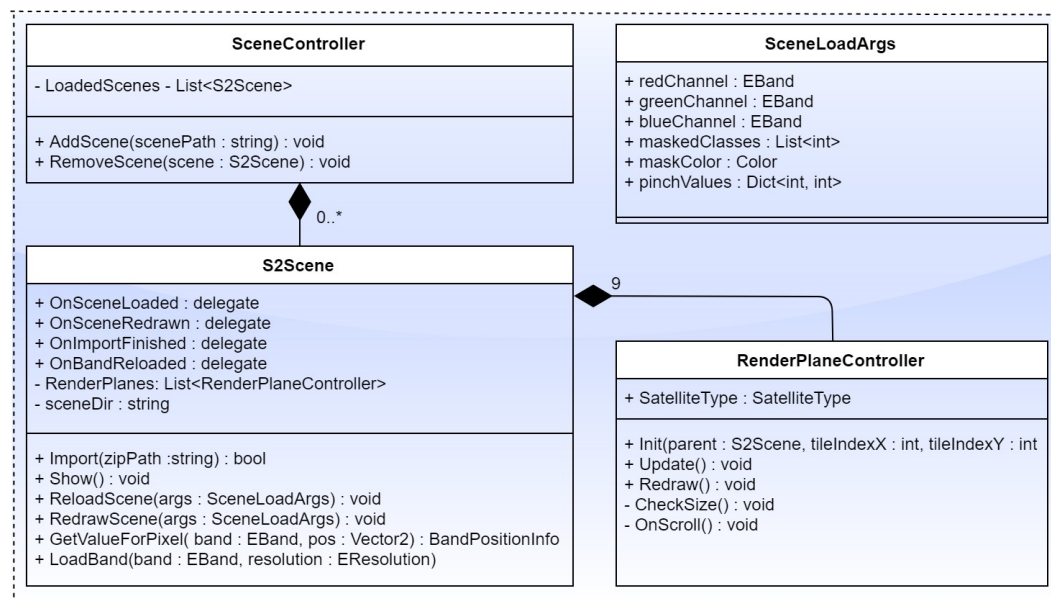 SceneController
- LoadedScenes - List<S2Scene>
+ AddScene(scenePath : string) : void
+ RemoveScene(scene : S2Scene) : void
0..*
S2Scene
+ OnSceneLoaded : delegate
+ OnSceneRedrawn : delegate
+ OnImportFinished : delegate
+ OnBandReloaded : delegate
- RenderPlanes: List<RenderPlaneController>
- sceneDir : string
+ Import(zipPath :string) : bool
+ Show() : void
+ ReloadScene(args : SceneLoadArgs) : void
+ RedrawScene(args : SceneLoadArgs) : void
+ GetValueForPixel( band : EBand, pos : Vector2) : BandPositionInfo
+ LoadBand(band : EBand, resolution : EResolution)
SceneLoadArgs
+ redChannel : EBand
+ greenChannel : EBand
+ blueChannel : EBand
+ maskedClasses : List<int>
+ maskColor : Color
+ pinchValues : Dict<int, int>
9
RenderPlaneController
+ SatelliteType : SatelliteType
+ Init(parent : S2Scene, tileIndexX : int, tileIndexY : int
+ Update() : void
+ Redraw() : void
- CheckSize() : void
- OnScroll() : void